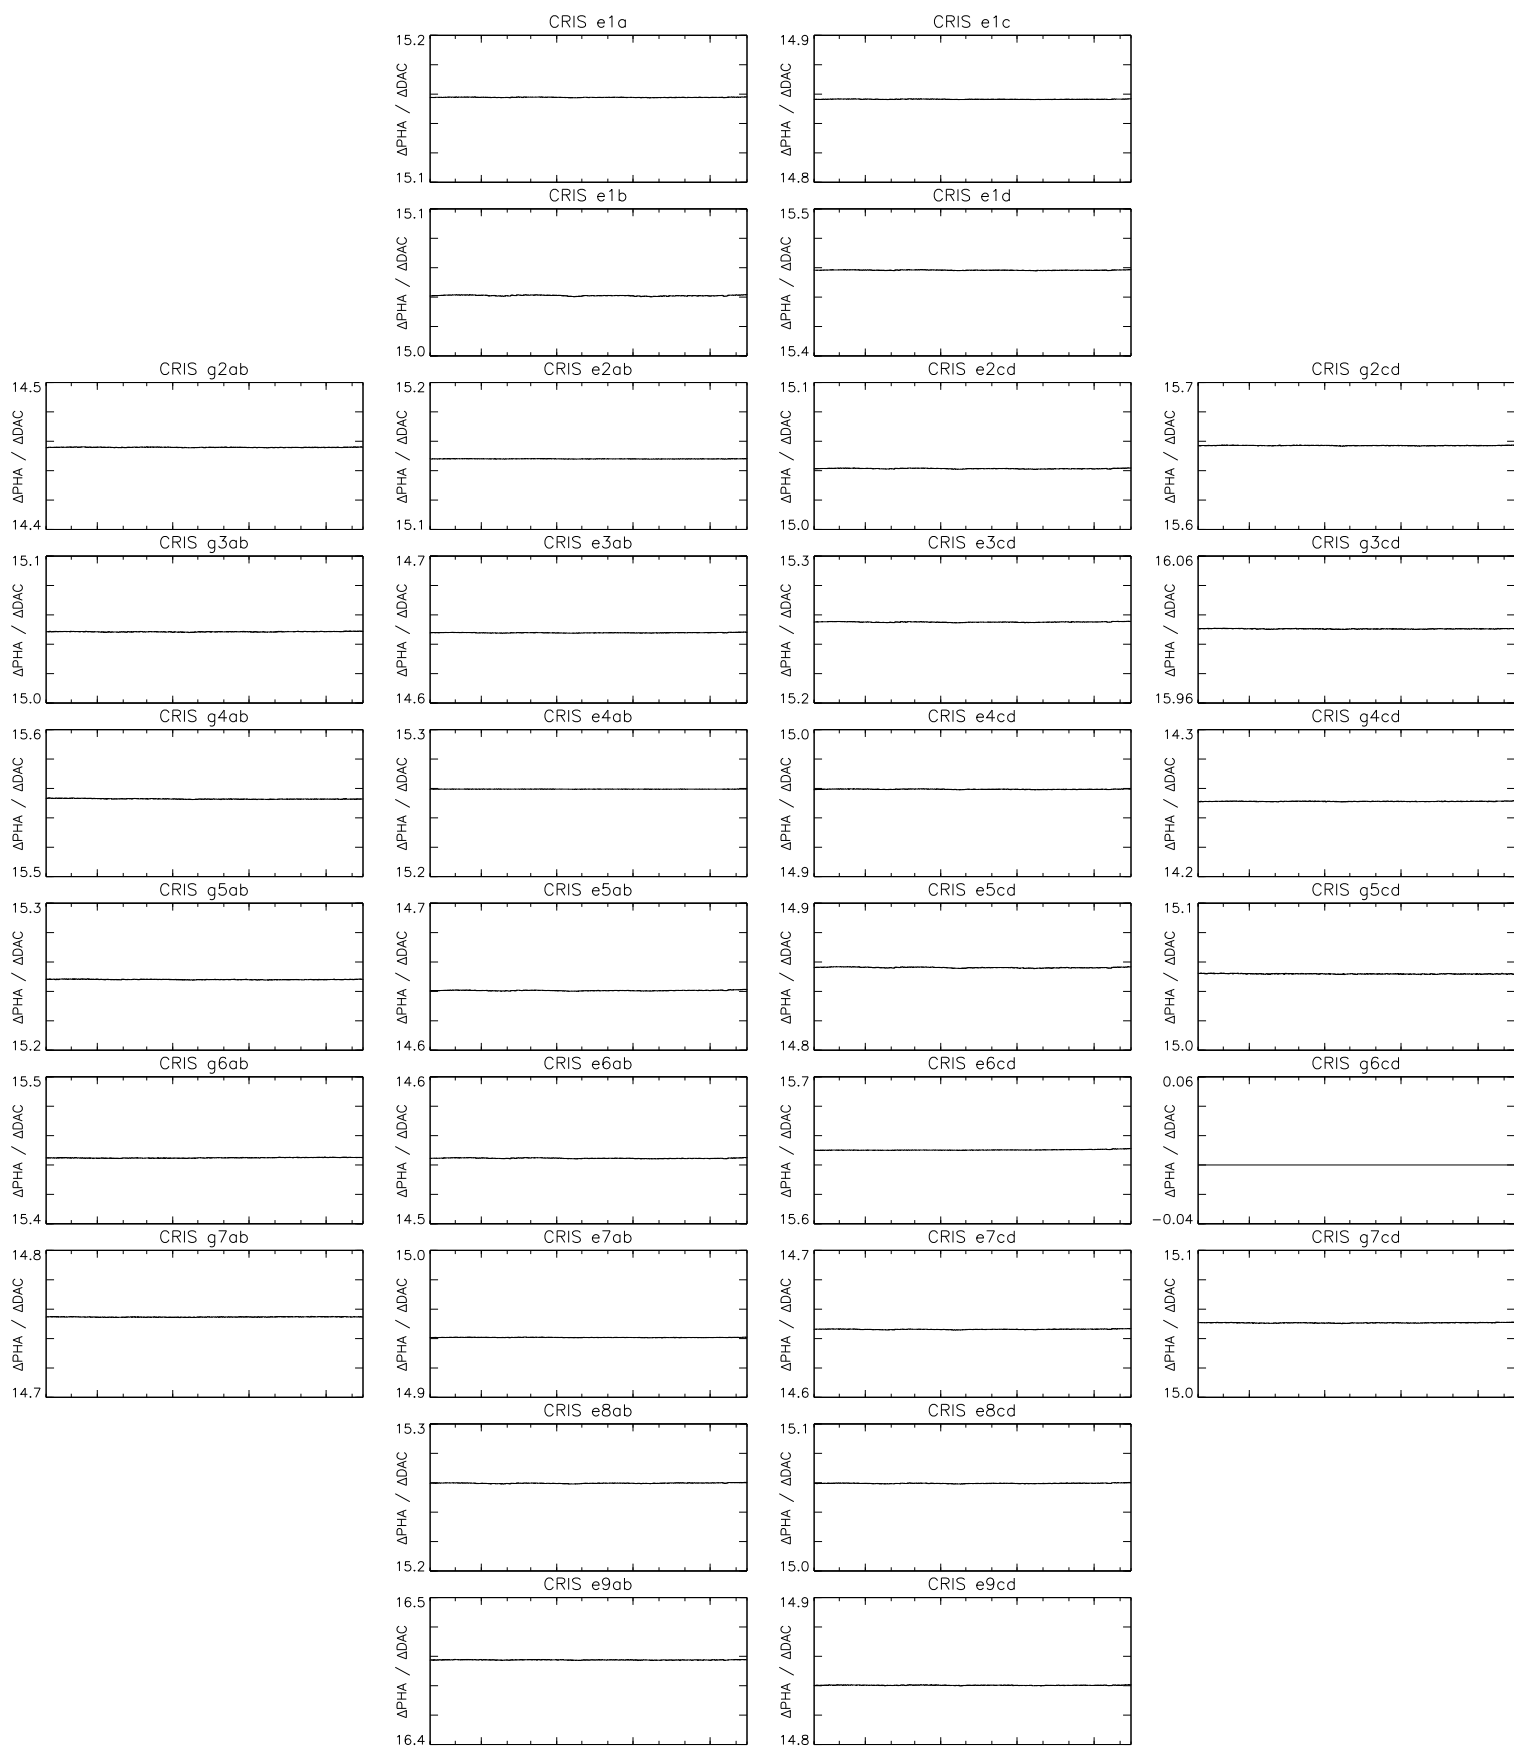 CRIS e1a
15.2
ΔPHA / ΔDAC
15.1
CRIS e1c
14.9
ΔPHA / ΔDAC
14.8
CRIS e1b
15.1
ΔPHA / ΔDAC
15.0
CRIS e1d
15.5
ΔPHA / ΔDAC
15.4
CRIS g2ab
14.5
ΔPHA / ΔDAC
14.4
CRIS e2ab
15.2
ΔPHA / ΔDAC
15.1
CRIS e2cd
15.1
ΔPHA / ΔDAC
15.0
CRIS g2cd
15.7
ΔPHA / ΔDAC
15.6
CRIS g3ab
15.1
ΔPHA / ΔDAC
15.0
CRIS e3ab
14.7
ΔPHA / ΔDAC
14.6
CRIS e3cd
15.3
ΔPHA / ΔDAC
15.2
CRIS g3cd
16.06
ΔPHA / ΔDAC
15.96
CRIS g4ab
15.6
ΔPHA / ΔDAC
15.5
CRIS e4ab
15.3
ΔPHA / ΔDAC
15.2
CRIS e4cd
15.0
ΔPHA / ΔDAC
14.9
CRIS g4cd
14.3
ΔPHA / ΔDAC
14.2
CRIS g5ab
15.3
ΔPHA / ΔDAC
15.2
CRIS e5ab
14.7
ΔPHA / ΔDAC
14.6
CRIS e5cd
14.9
ΔPHA / ΔDAC
14.8
CRIS g5cd
15.1
ΔPHA / ΔDAC
15.0
CRIS g6ab
15.5
ΔPHA / ΔDAC
15.4
CRIS e6ab
14.6
ΔPHA / ΔDAC
14.5
CRIS e6cd
15.7
ΔPHA / ΔDAC
15.6
CRIS g6cd
0.06
ΔPHA / ΔDAC
−0.04
CRIS g7ab
14.8
ΔPHA / ΔDAC
14.7
CRIS e7ab
15.0
ΔPHA / ΔDAC
14.9
CRIS e7cd
14.7
ΔPHA / ΔDAC
14.6
CRIS g7cd
15.1
ΔPHA / ΔDAC
15.0
CRIS e8ab
15.3
ΔPHA / ΔDAC
15.2
CRIS e8cd
15.1
ΔPHA / ΔDAC
15.0
CRIS e9ab
16.5
ΔPHA / ΔDAC
16.4
CRIS e9cd
14.9
ΔPHA / ΔDAC
14.8